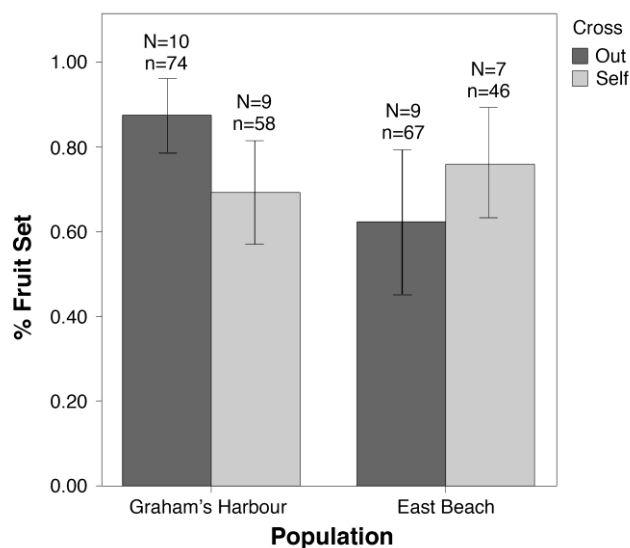 Cross
Out
Self
N=10
n=74
N=9
n=58
N=9
n=67
N=7
n=46
% Fruit Set
1.00
0.80
0.60
0.40
0.20
0.00
Graham's Harbour
East Beach
Population